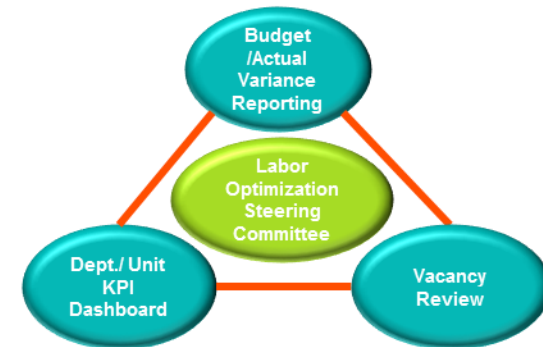 Budget
/Actual
Variance
Reporting
Labor
Optimization
Steering
Committee
Dept./ Unit
KPI
Dashboard
Vacancy
Review